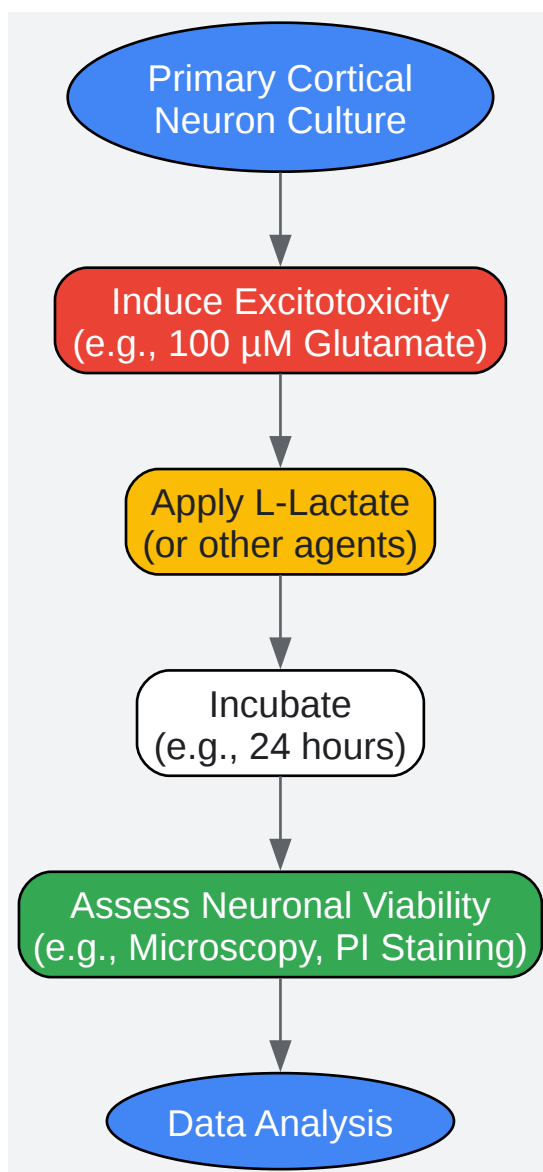 Primary Cortical
Neuron Culture
Induce Excitotoxicity
(e.g., 100 µM Glutamate)
Apply L-Lactate
(or other agents)
Incubate
(e.g., 24 hours)
Assess Neuronal Viability
(e.g., Microscopy, PI Staining)
Data Analysis